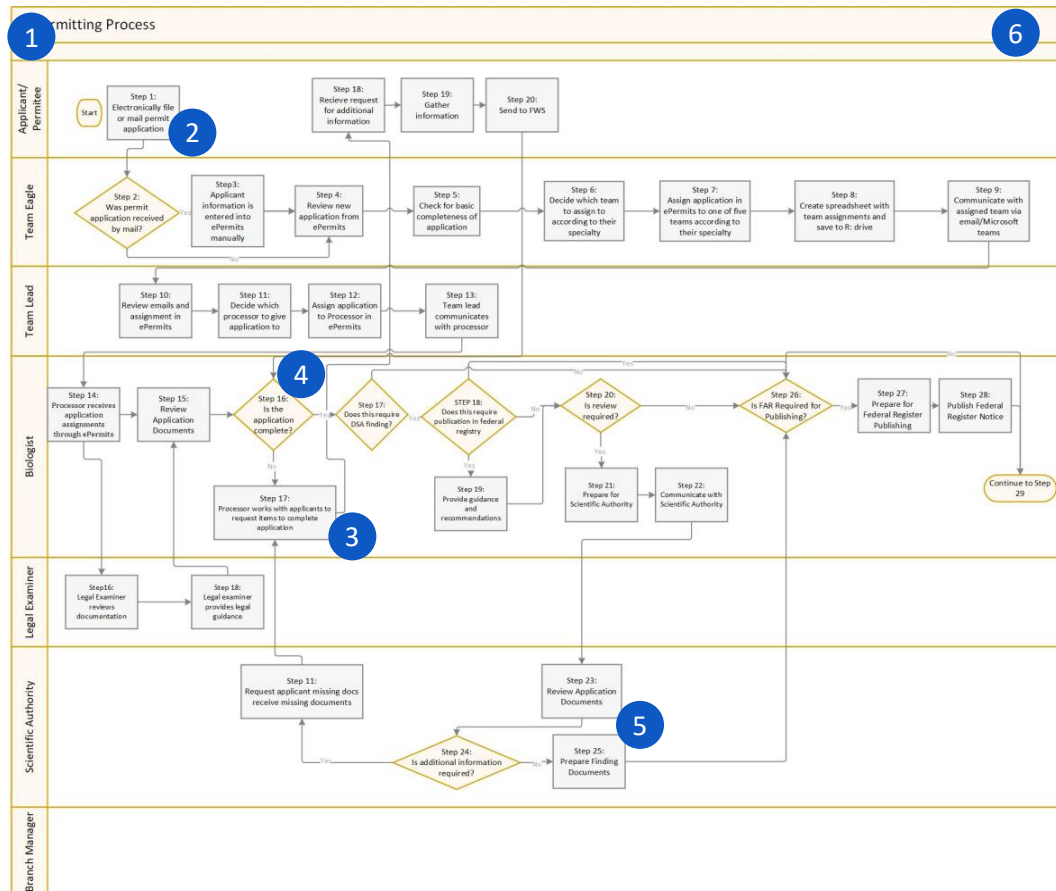 1
rmitting Process
6
Applicant/
Permitee
Start
Step 1:
Electronically file
or mail permit
application
2
Step 18:
Recieve request
for additional
information
Step 19:
Gather
information
Step 20:
Send to FWS
Team Eagle
Step 2:
Was permit
application received
by mail?
Yes
No
Step3:
Applicant
information is
entered into
ePermits
manually
Step 4:
Review new
application from
ePermits
Step 5:
Check for basic
completeness of
application
Step 6:
Decide which team
to assign to
according to their
specialty
Step 7:
Assign application in
ePermits to one of five
teams according to
their specialty
Step 8:
Create spreadsheet with
team assignments and
save to R: drive
Step 9:
Communicate with
assigned team via
email/Microsoft
teams
Team Lead
Step 10:
Review emails and
assignment in
ePermits
Step 11:
Decide which
processor to give
application to
Step 12:
Assign application
to Processor in
ePermits
Step 13:
Team lead
communicates
with processor
Biologist
Step 14:
Processor receives
application
assignments
through ePermits
Step 15:
Review
Application
Documents
4
Step 16:
Is the
application
complete?
Yes
No
Step 17:
Does this require
DSA finding?
Yes
No
STEP 18:
Does this require
publication in federal
registry
Yes
No
Yes
Step 19:
Provide guidance
and
recommendations
Step 20:
Is review
required?
No
Yes
Step 21:
Prepare for
Scientific Authority
Step 22:
Communicate with
Scientific Authority
Step 26:
Is FAR Required for
Publishing?
Yes
No
Step 27:
Prepare for
Federal Register
Publishing
Step 28:
Publish Federal
Register Notice
Continue to Step
29
Step 17:
Processor works with applicants to
request items to complete
application
3
Legal Examiner
Step16:
Legal Examiner
reviews
documentation
Step 18:
Legal examiner
provides legal
guidance
Scientific Authority
Step 11:
Request applicant missing docs
receive missing documents
Step 23:
Review Application
Documents
5
Step 24:
Is additional information
required?
Yes
No
Step 25:
Prepare Finding
Documents
Branch Manager